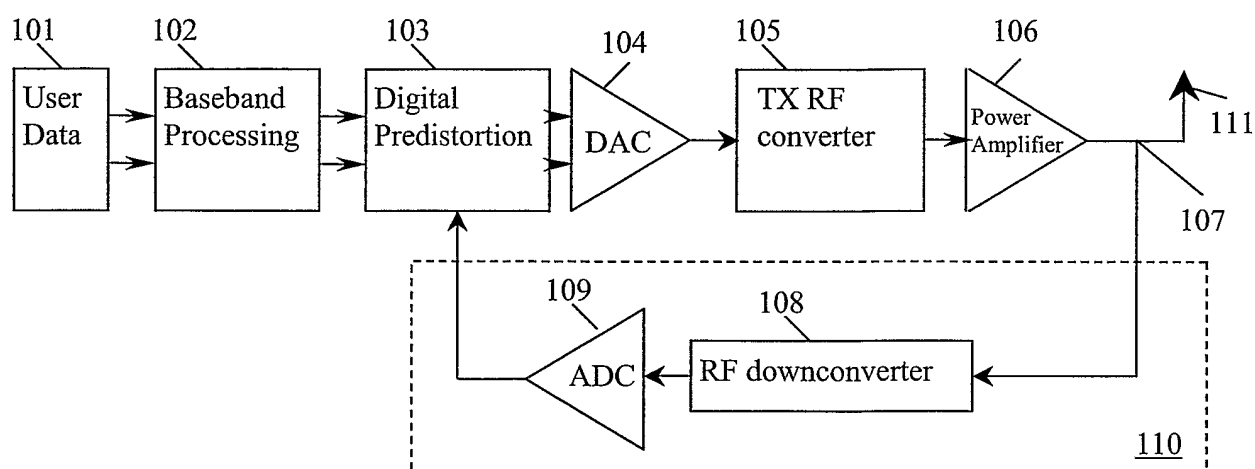 101
102
103
104
105
106
User
Data
Baseband
Processing
Digital
Predistortion
DAC
TX RF
converter
Power
Amplifier
111
107
109
108
ADC
RF downconverter
110